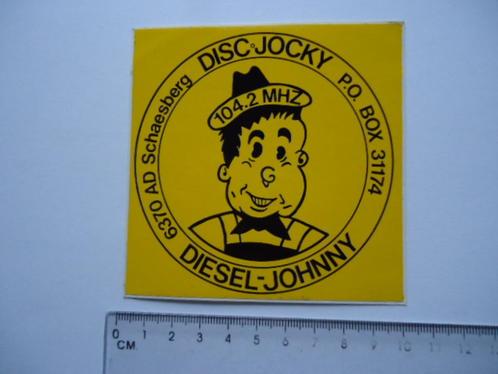 DISC-JOCKY
104.2 MHZ
6370 AD Schaesberg
P.O. BOX 31174
DIESEL-JOHNNY
0 1 2 3 4 5 6 7 8 9 10 11 12
CM